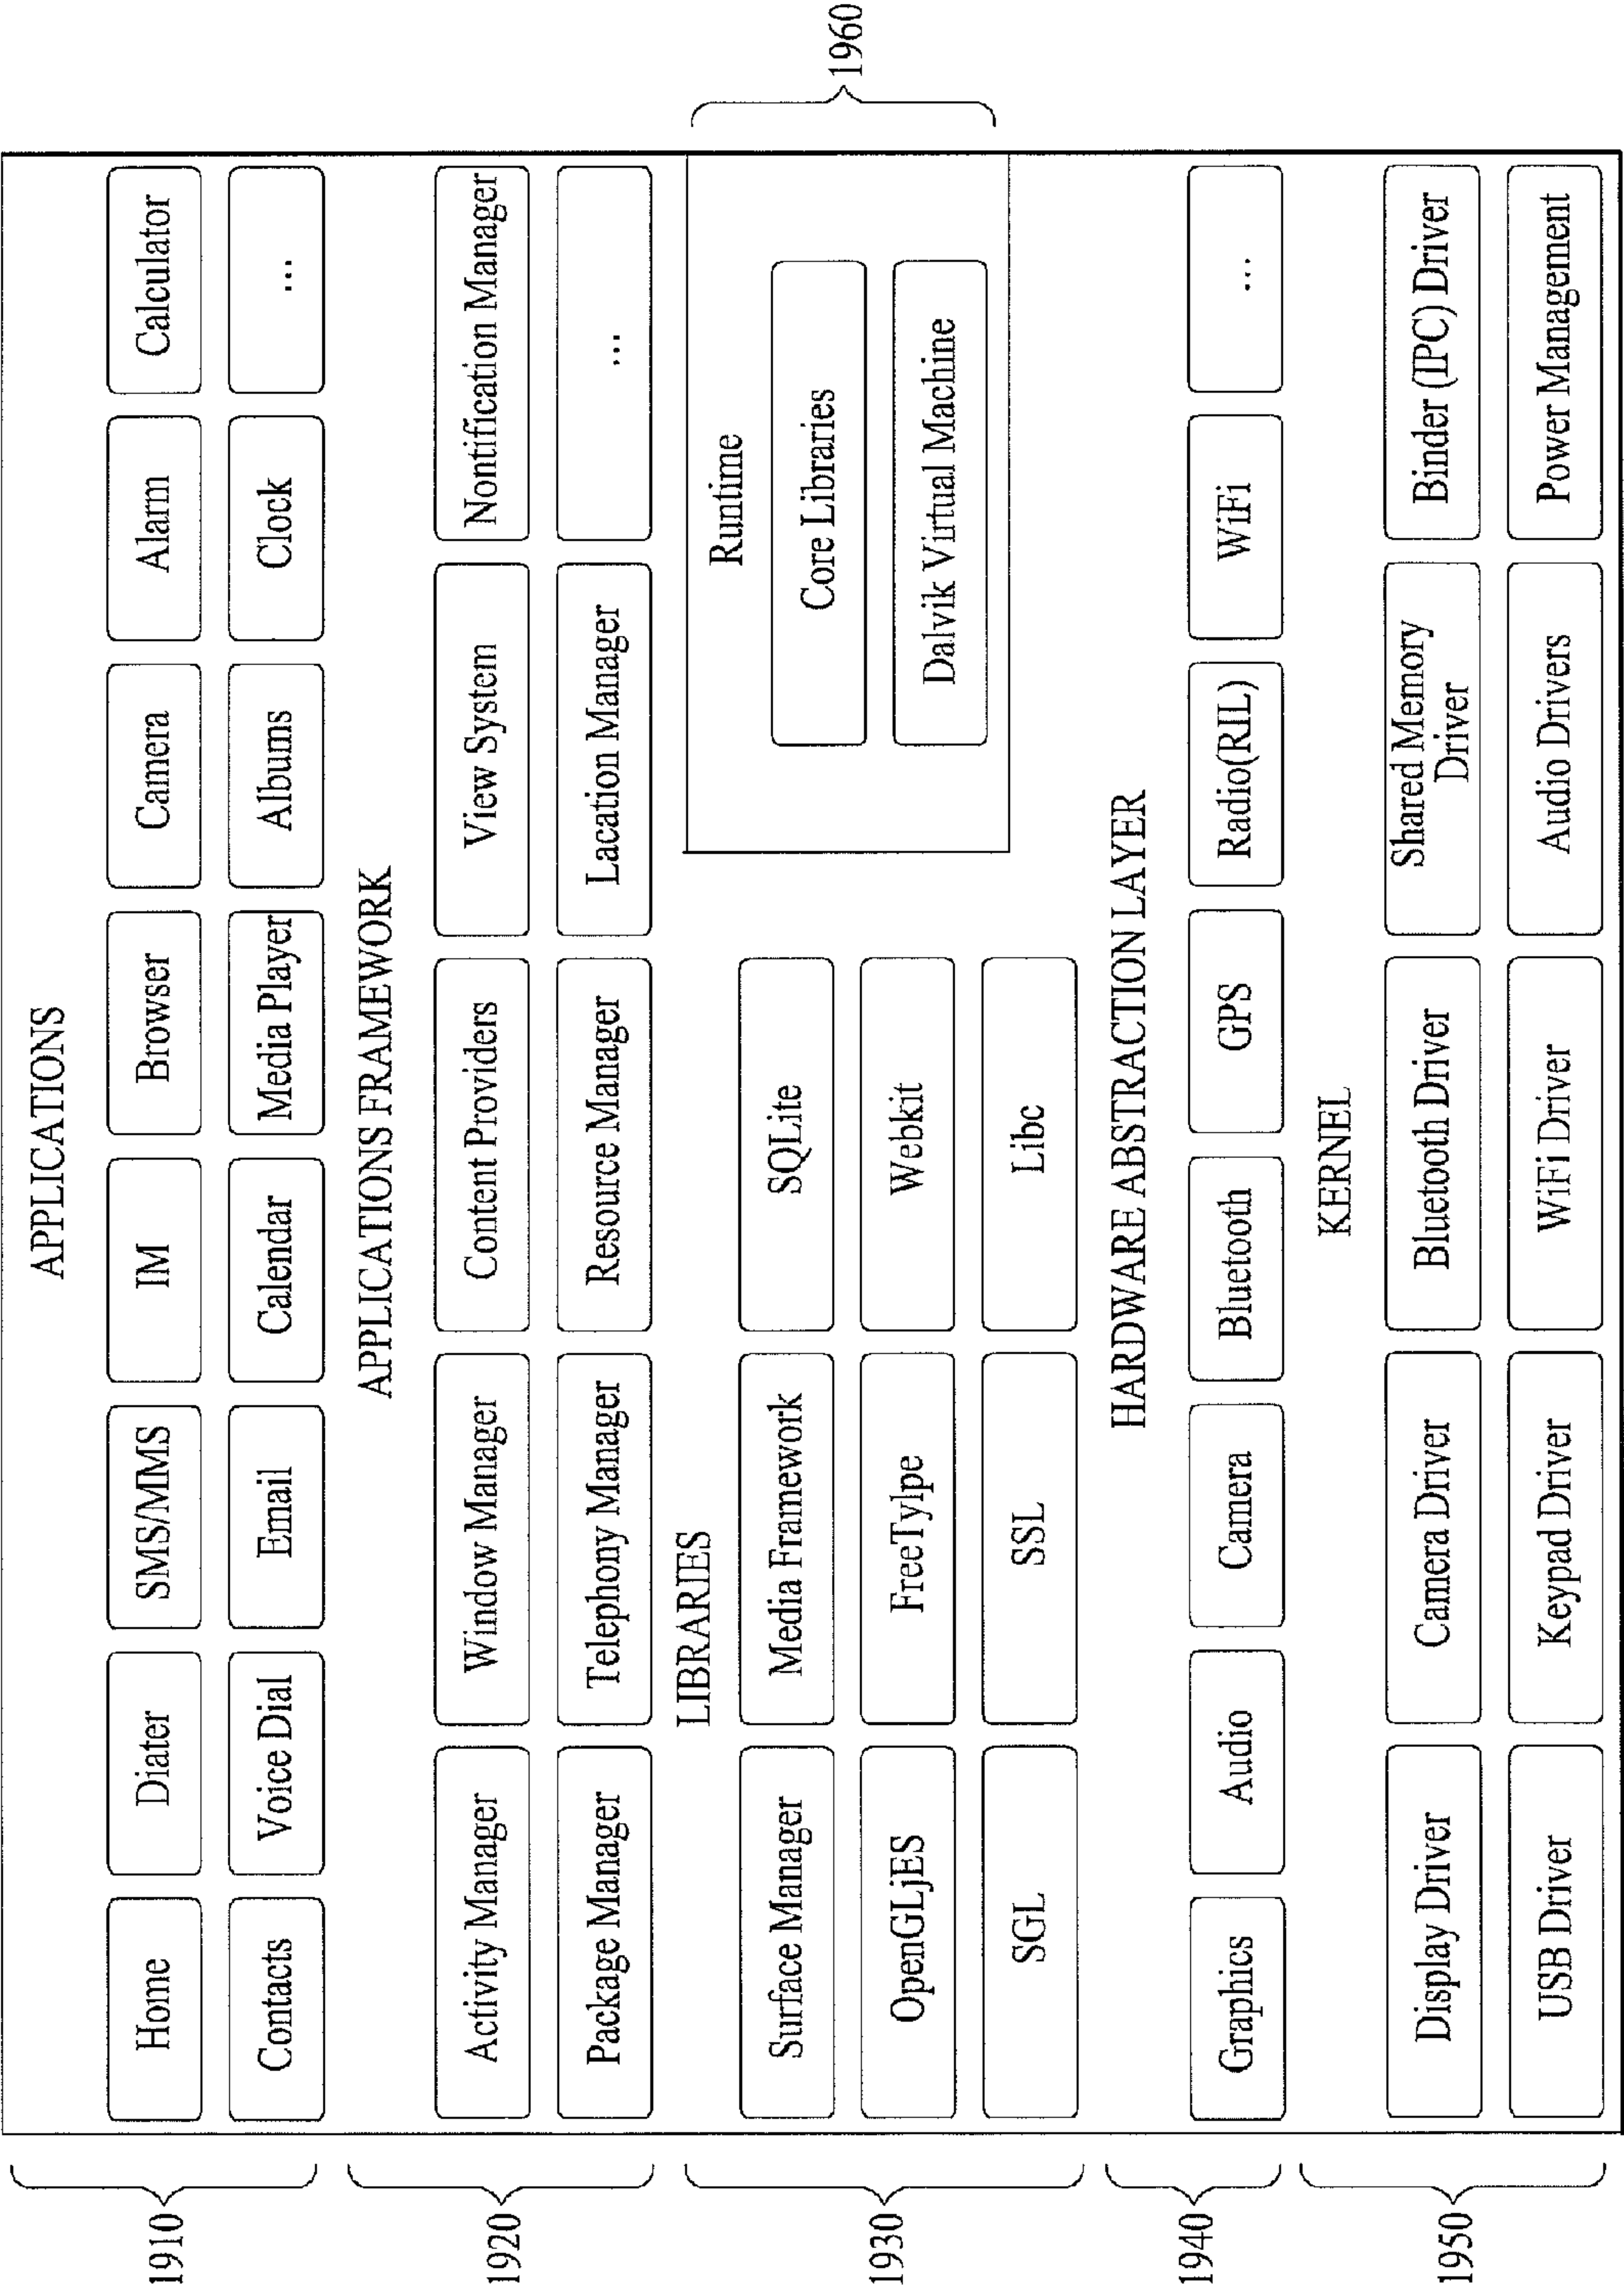 APPLICATIONS
1910
Home
Diater
SMS/MMS
IM
Browser
Camera
Alarm
Calculator
Contacts
Voice Dial
Email
Calendar
Media Player
Albums
Clock
...
APPLICATIONS FRAMEWORK
1920
Activity Manager
Window Manager
Content Providers
View System
Nontification Manager
Package Manager
Telephony Manager
Resource Manager
Lacation Manager
...
LIBRARIES
1930
Surface Manager
Media Framework
SQLite
OpenGLjES
FreeTylpe
Webkit
SGL
SSL
Libc
Runtime
Core Libraries
Dalvik Virtual Machine
1960
HARDWARE ABSTRACTION LAYER
1940
Graphics
Audio
Camera
Bluetooth
GPS
Radio(RIL)
WiFi
...
KERNEL
1950
Display Driver
Camera Driver
Bluetooth Driver
Shared Memory
Driver
Binder (IPC) Driver
USB Driver
Keypad Driver
WiFi Driver
Audio Drivers
Power Management